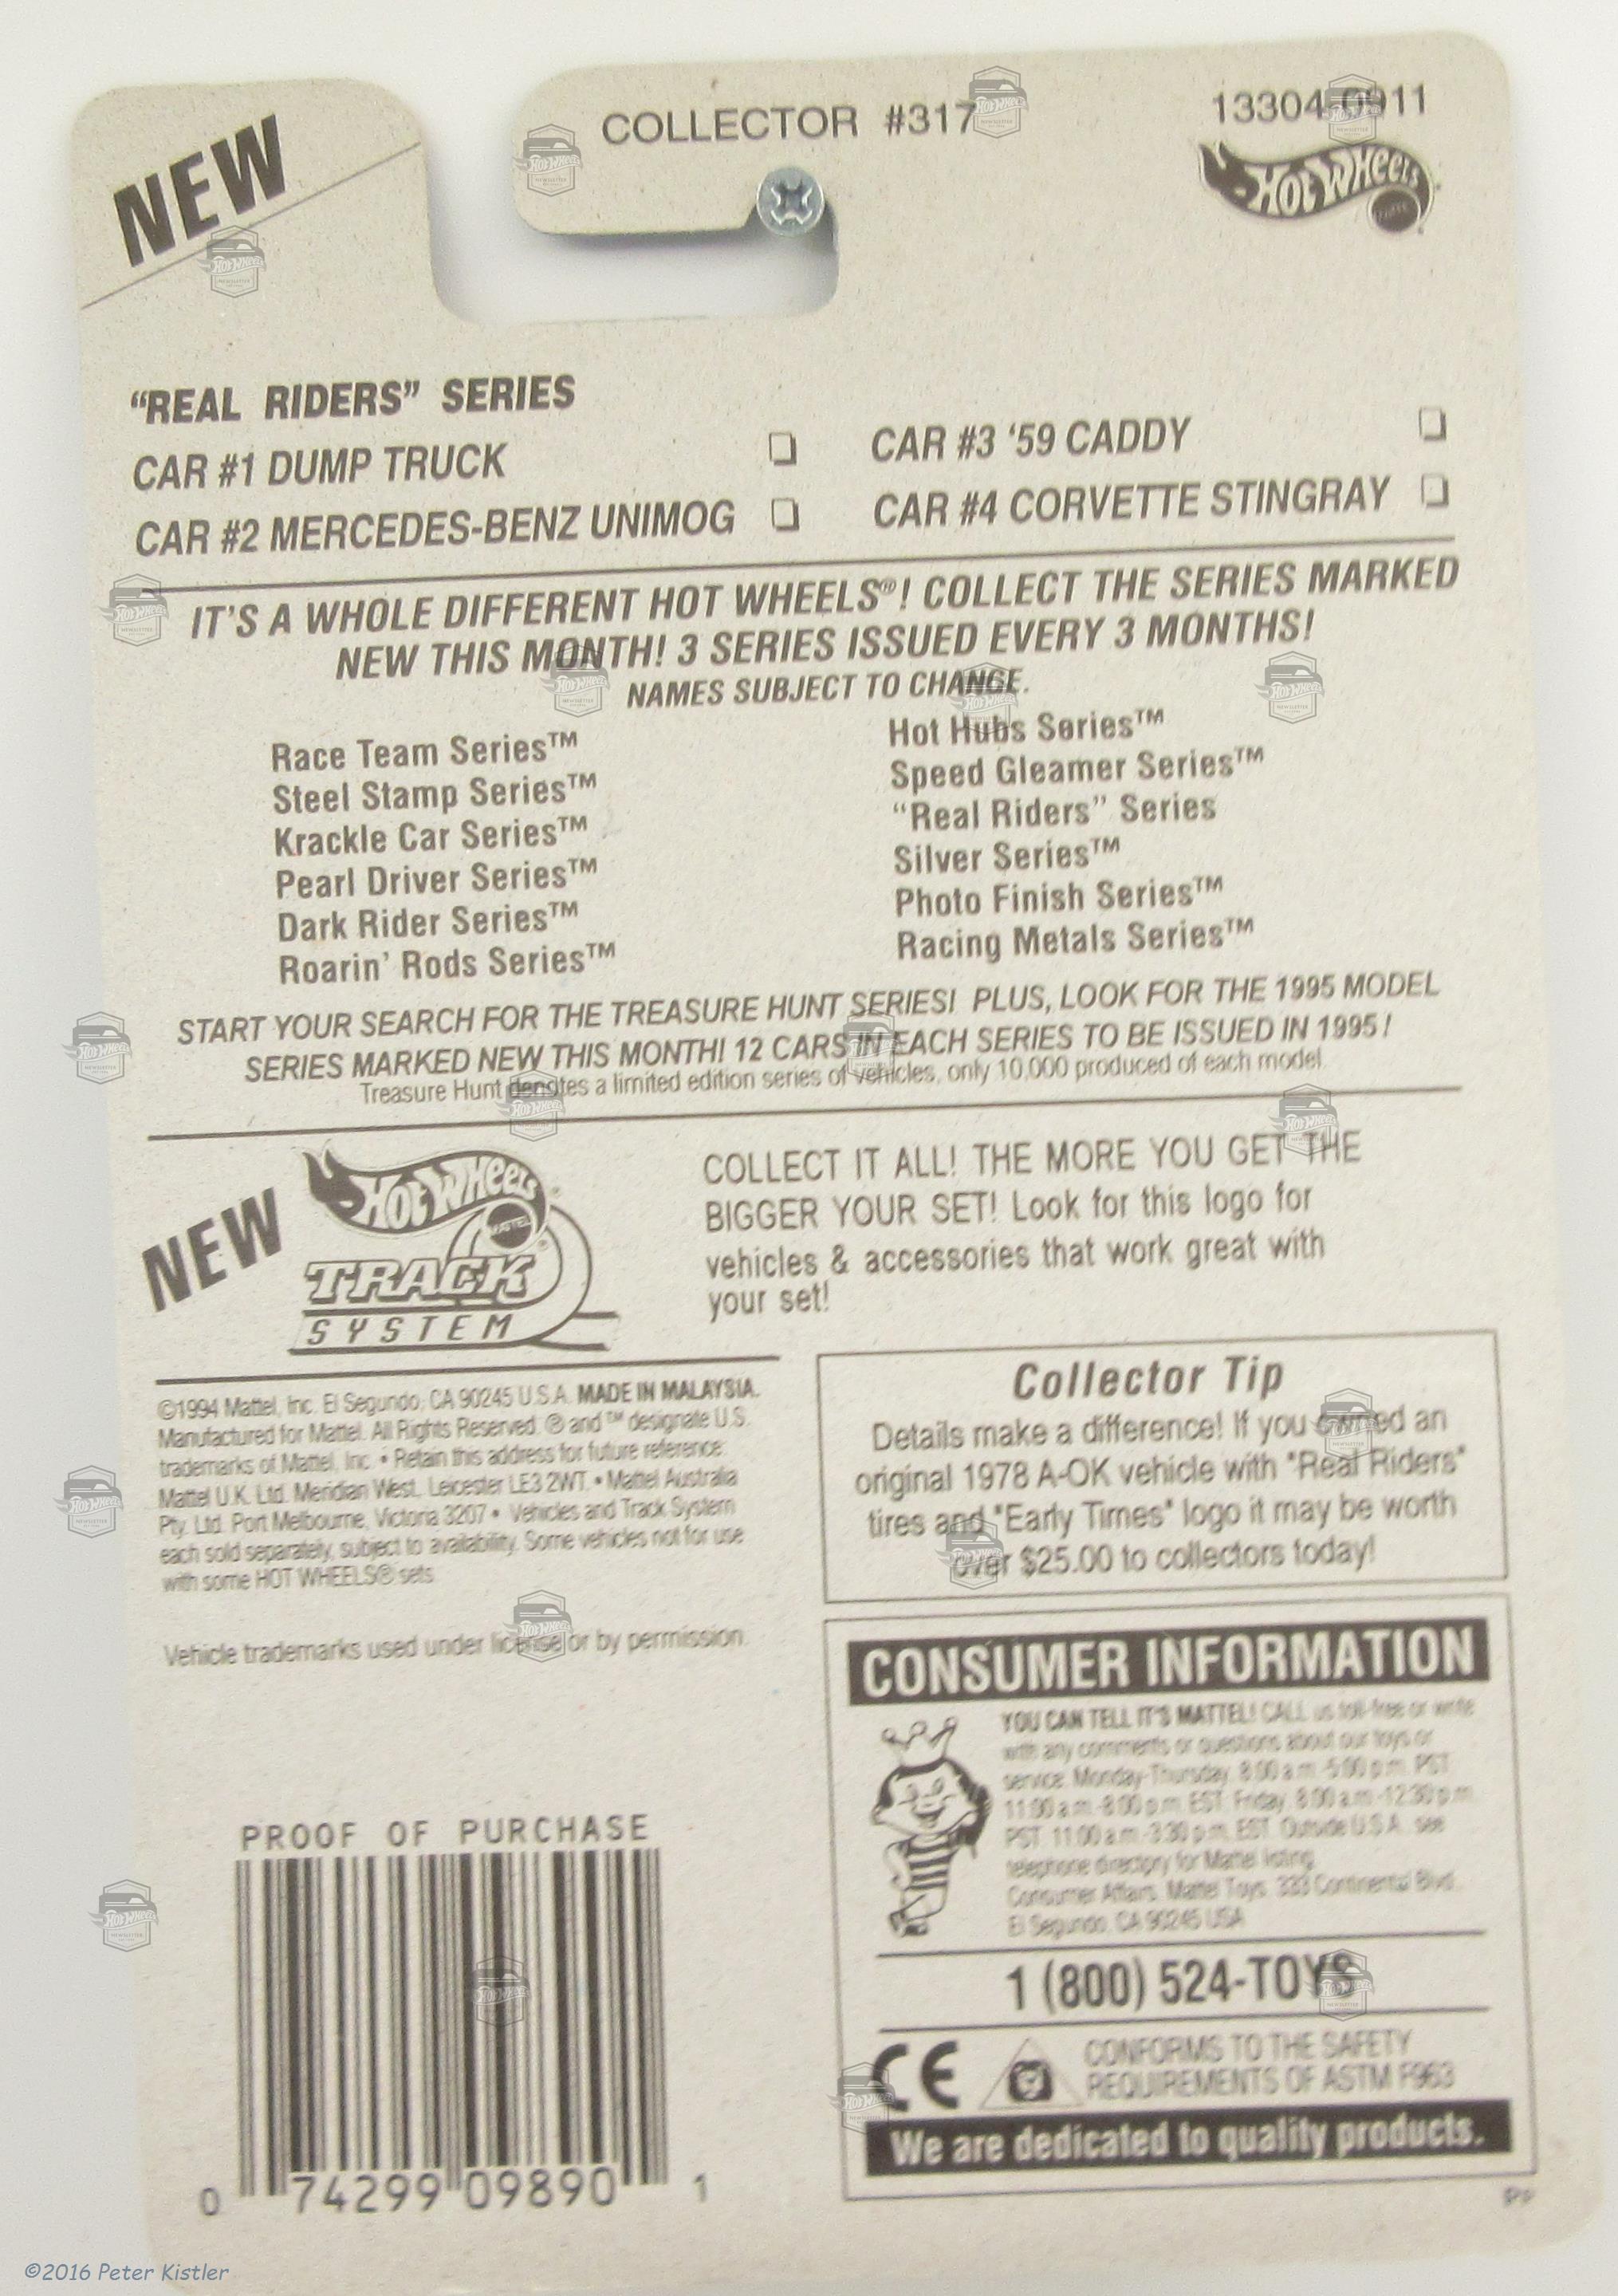 NEW
COLLECTOR #317
13304-0911
HOT WHEELS
"REAL RIDERS" SERIES
CAR #1 DUMP TRUCK ❏
CAR #2 MERCEDES-BENZ UNIMOG ❏
CAR #3 '59 CADDY ❏
CAR #4 CORVETTE STINGRAY ❏
IT'S A WHOLE DIFFERENT HOT WHEELS®! COLLECT THE SERIES MARKED
NEW THIS MONTH! 3 SERIES ISSUED EVERY 3 MONTHS!
NAMES SUBJECT TO CHANGE.
Race Team Series™
Steel Stamp Series™
Krackle Car Series™
Pearl Driver Series™
Dark Rider Series™
Roarin' Rods Series™
Hot Hubs Series™
Speed Gleamer Series™
"Real Riders" Series
Silver Series™
Photo Finish Series™
Racing Metals Series™
START YOUR SEARCH FOR THE TREASURE HUNT SERIES! PLUS, LOOK FOR THE 1995 MODEL
SERIES MARKED NEW THIS MONTH! 12 CARS IN EACH SERIES TO BE ISSUED IN 1995!
Treasure Hunt denotes a limited edition series of vehicles, only 10,000 produced of each model.
NEW
HOT WHEELS
MATTEL
TRACK
SYSTEM
COLLECT IT ALL! THE MORE YOU GET THE
BIGGER YOUR SET! Look for this logo for
vehicles & accessories that work great with
your set!
©1994 Mattel, Inc. El Segundo, CA 90245 U.S.A. MADE IN MALAYSIA.
Manufactured for Mattel. All Rights Reserved. ® and ™ designate U.S.
trademarks of Mattel, Inc. • Retain this address for future reference:
Mattel U.K. Ltd. Meridian West, Leicester LE3 2WT. • Mattel Australia
Pty. Ltd. Port Melbourne, Victoria 3207 • Vehicles and Track System
each sold separately, subject to availability. Some vehicles not for use
with some HOT WHEELS® sets.
Vehicle trademarks used under license or by permission.
Collector Tip
Details make a difference! If you owned an
original 1978 A-OK vehicle with "Real Riders"
tires and "Early Times" logo it may be worth
over $25.00 to collectors today!
CONSUMER INFORMATION
YOU CAN TELL IT'S MATTEL! CALL us toll-free or write
with any comments or questions about our toys or
service. Monday-Thursday, 8:00 a.m.-5:00 p.m. PST
11:00 a.m.-8:00 p.m. EST. Friday, 8:00 a.m.-12:30 p.m.
PST. 11:00 a.m.-3:30 p.m. EST. Outside U.S.A., see
telephone directory for Mattel listing.
Consumer Affairs, Mattel Toys, 333 Continental Blvd.,
El Segundo, CA 90245 USA
1 (800) 524-TOYS
CE
CONFORMS TO THE SAFETY
REQUIREMENTS OF ASTM F963
We are dedicated to quality products.
PROOF OF PURCHASE
0 74299 09890 1
©2016 Peter Kistler